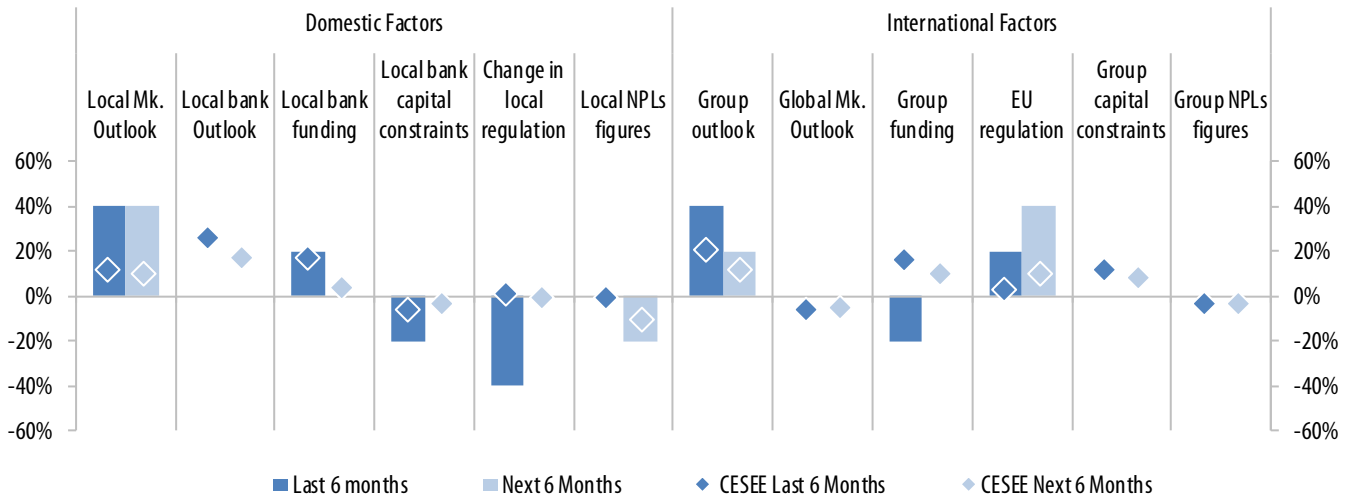 Domestic Factors
International Factors
Local Mk.
Outlook
Local bank
Outlook
Local bank
funding
Local bank
capital
constraints
Change in
local
regulation
Local NPLs
figures
Group
outlook
Global Mk.
Outlook
Group
funding
EU
regulation
Group
capital
constraints
Group NPLs
figures
60%
40%
20%
0%
-20%
-40%
-60%
60%
40%
20%
0%
-20%
-40%
-60%
Last 6 months
Next 6 Months
CESEE Last 6 Months
CESEE Next 6 Months